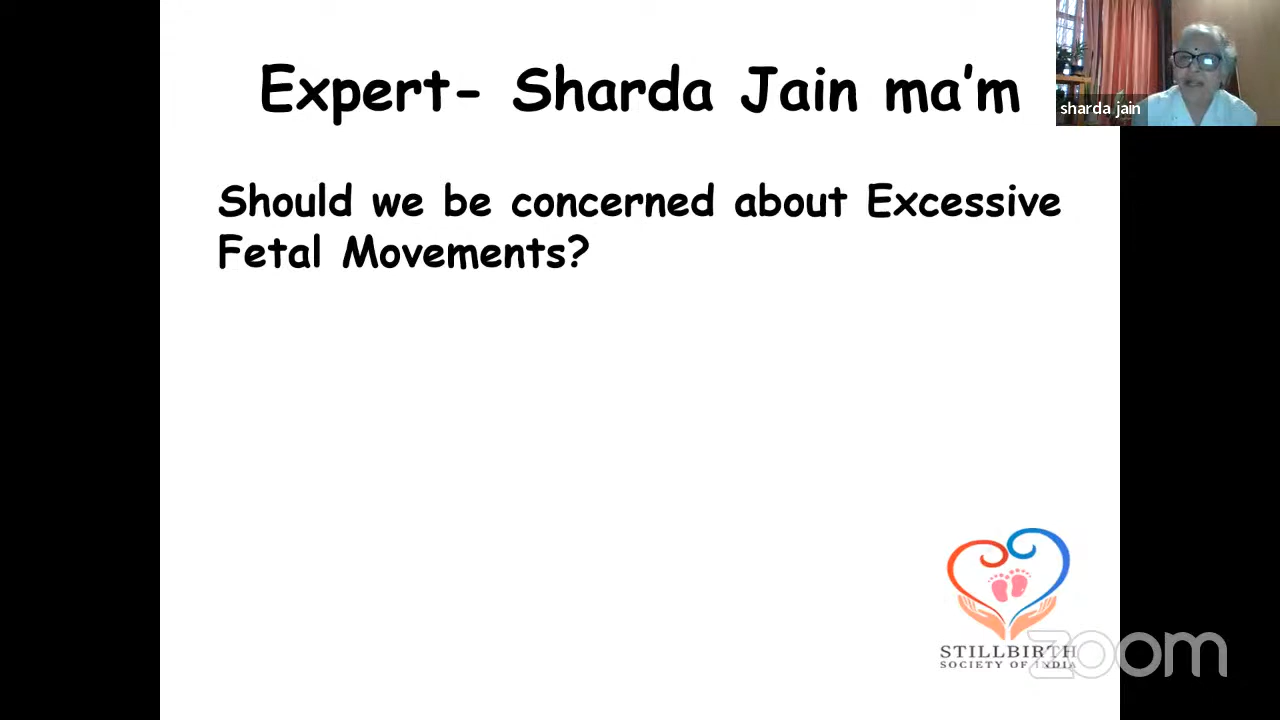 Expert- Sharda Jain ma’m
sharda jain
Should we be concerned about Excessive
Fetal Movements?
STILLBIRTH
SOCIETY OF INDIA
zoom